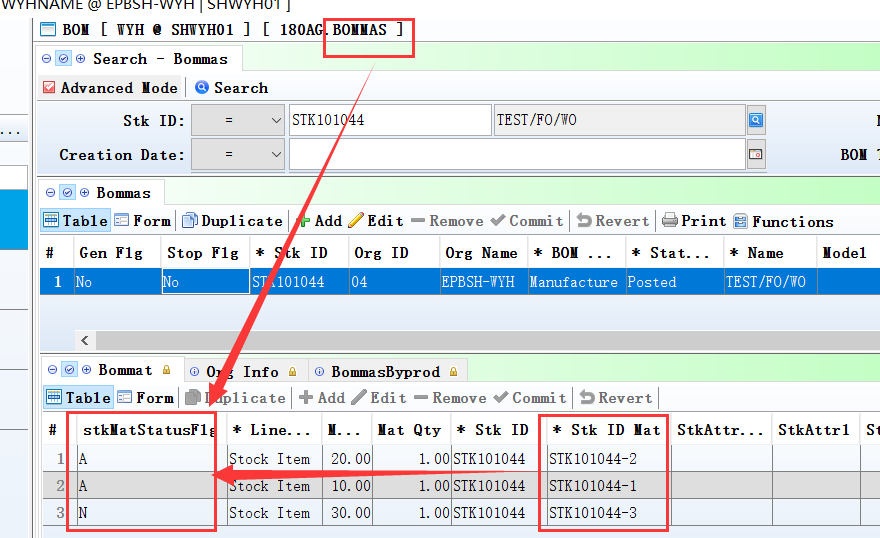 WYHNAME @ EPBSH-WYH | SHWYH01 ]
BOM [ WYH @ SHWYH01 ] [ 180AG.BOMMAS ]
Search - Bommas
Advanced Mode Search
Stk ID: = STK101044 TEST/FO/WO
Creation Date: = BOM
Bommas
Table Form Duplicate Add Edit Remove Commit Revert Print Functions
# Gen Flg Stop Flg * Stk ID Org ID Org Name * BOM ... * Stat... * Name Model
1 No No STK101044 04 EPBSH-WYH Manufacture Posted TEST/FO/WO
Bommat Org Info BommasByprod
Table Form Duplicate Add Edit Remove Commit Revert
# stkMatStatusFlg * Line... M... Mat Qty * Stk ID * Stk ID Mat StkAttr... StkAttr1 St
1 A Stock Item 20.00 1.00 STK101044 STK101044-2
2 A Stock Item 10.00 1.00 STK101044 STK101044-1
3 N Stock Item 30.00 1.00 STK101044 STK101044-3